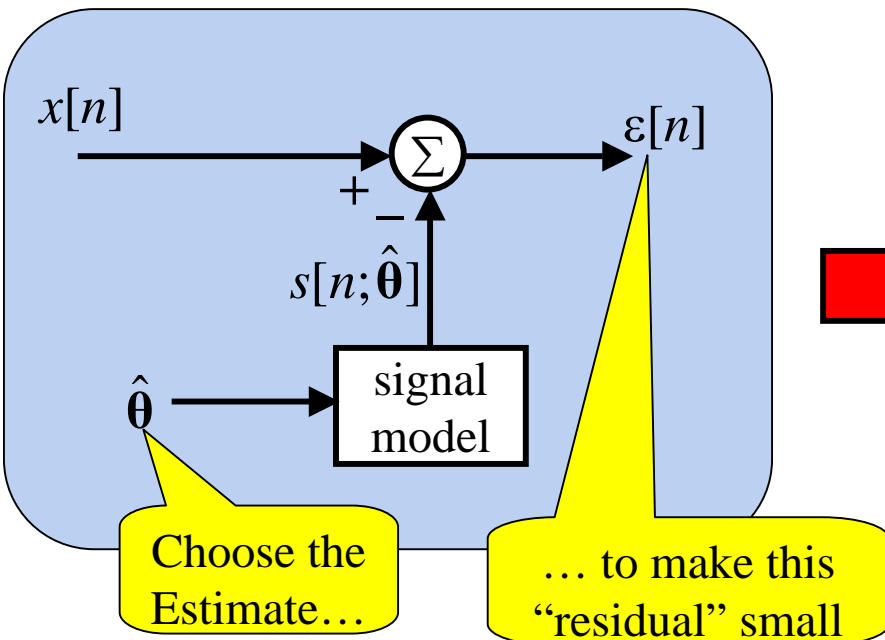 x[n]
Σ
ε[n]
+
−
s[n; θ̂]
θ̂
signal
model
Choose the
Estimate…
… to make this
“residual” small